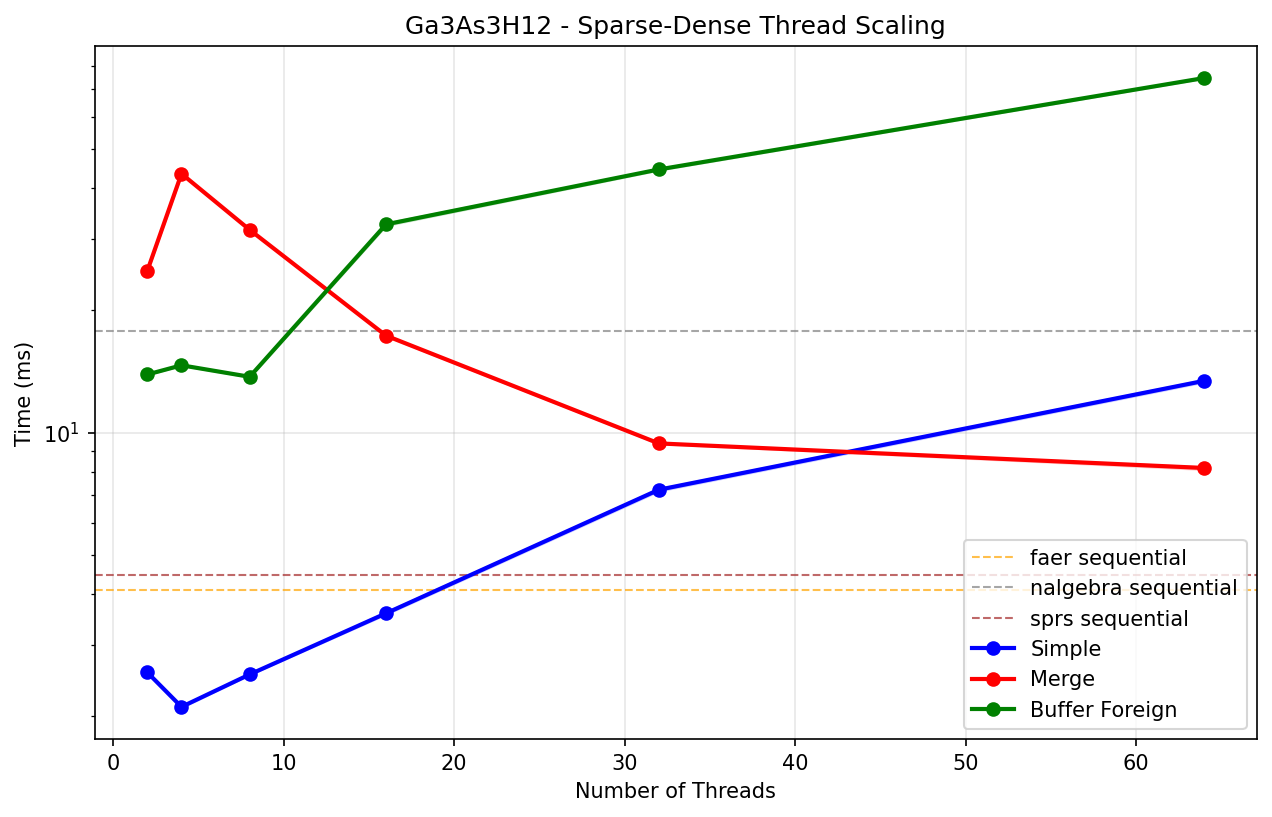 Ga3As3H12 - Sparse-Dense Thread Scaling
Time (ms)
10¹
faer sequential
nalgebra sequential
sprs sequential
Simple
Merge
Buffer Foreign
0 10 20 30 40 50 60
Number of Threads